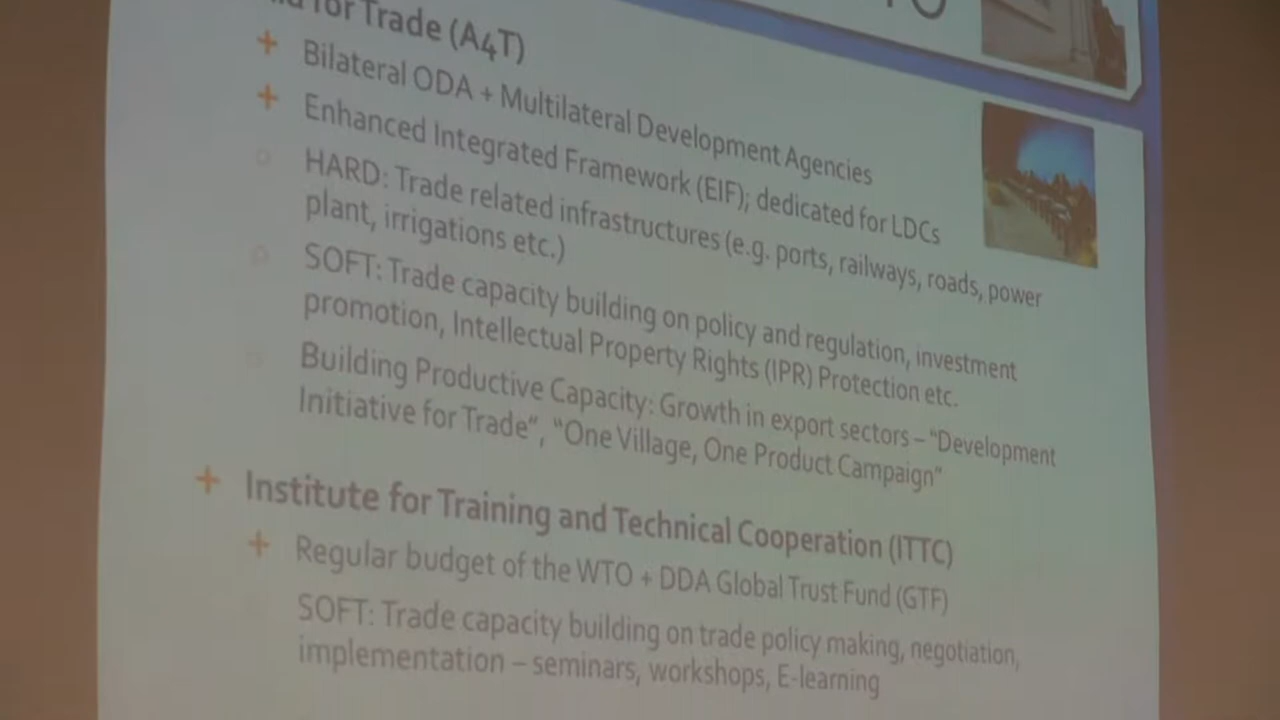 for Trade (A4T)
+ Bilateral ODA + Multilateral Development Agencies
+ Enhanced Integrated Framework (EIF); dedicated for LDCs
HARD: Trade related infrastructures (e.g. ports, railways, roads, power
plant, irrigations etc.)
SOFT: Trade capacity building on policy and regulation, investment
promotion, Intellectual Property Rights (IPR) Protection etc.
Building Productive Capacity: Growth in export sectors – “Development
Initiative for Trade”, “One Village, One Product Campaign”
+ Institute for Training and Technical Cooperation (ITTC)
+ Regular budget of the WTO + DDA Global Trust Fund (GTF)
SOFT: Trade capacity building on trade policy making, negotiation,
implementation – seminars, workshops, E-learning